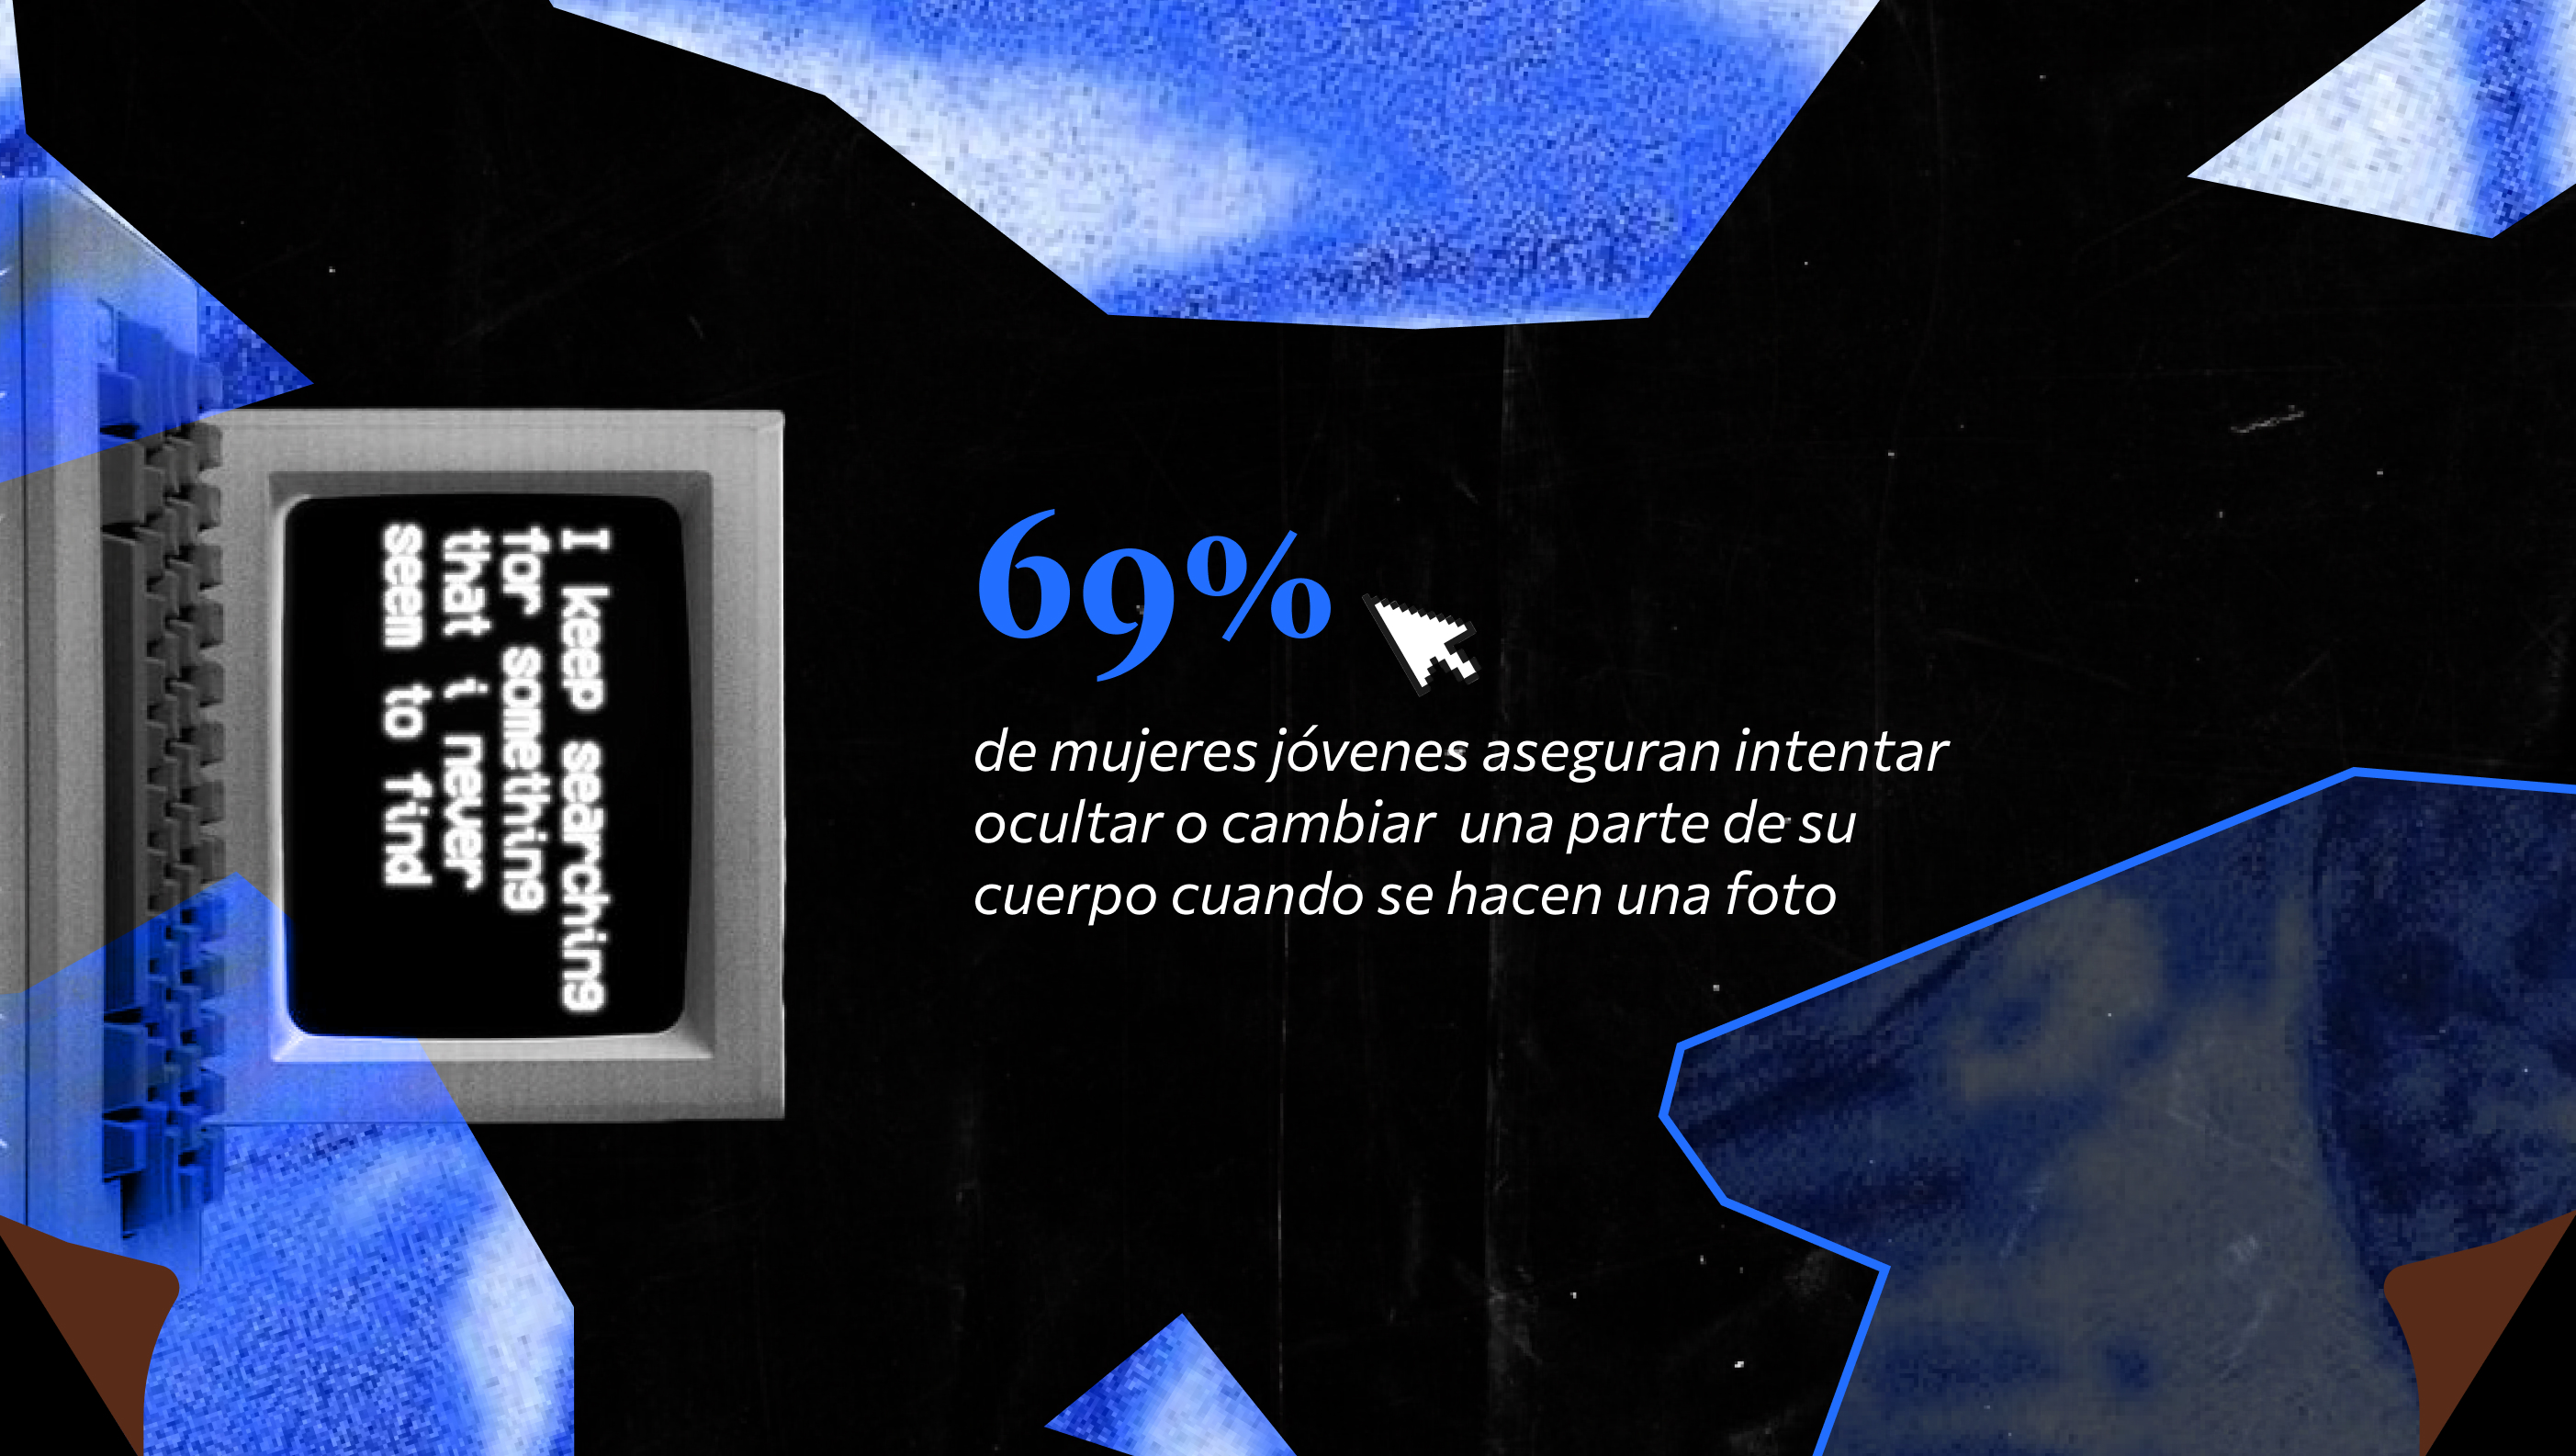 I keep searching
for something
that i never
seem to find
69%
de mujeres jóvenes aseguran intentar
ocultar o cambiar una parte de su
cuerpo cuando se hacen una foto